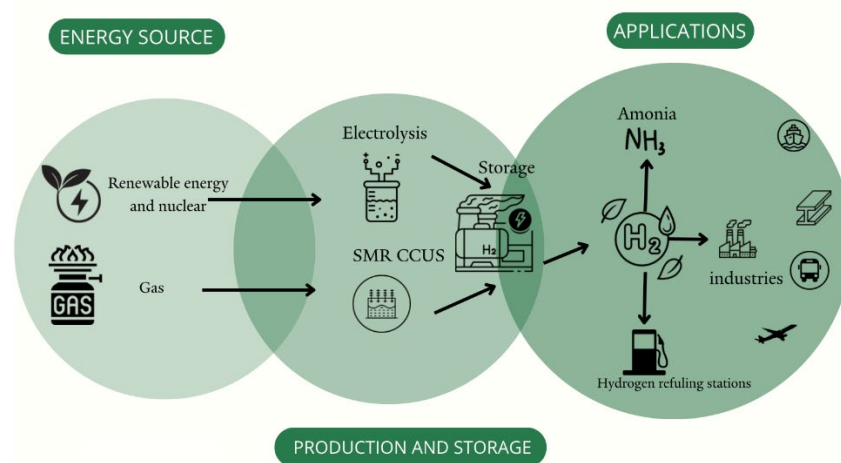 ENERGY SOURCE
APPLICATIONS
Renewable energy
and nuclear
GAS
Gas
Electrolysis
Storage
H₂
SMR CCUS
Amonia
NH₃
H₂
industries
Hydrogen refuling stations
PRODUCTION AND STORAGE